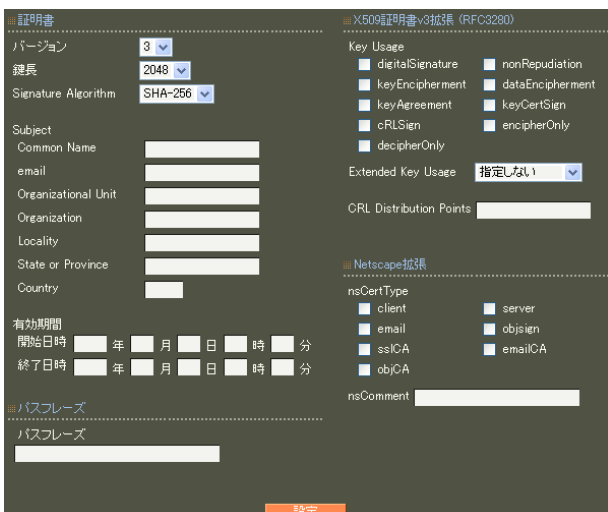 証明書
バージョン 3
鍵長 2048
Signature Algorithm SHA-256
Subject
Common Name
email
Organizational Unit
Organization
Locality
State or Province
Country
有効期間
開始日時 年 月 日 時 分
終了日時 年 月 日 時 分
パスフレーズ
パスフレーズ
X509証明書v3拡張 (RFC3280)
Key Usage
digitalSignature nonRepudiation
keyEncipherment dataEncipherment
keyAgreement keyCertSign
cRLSign encipherOnly
decipherOnly
Extended Key Usage 指定しない
CRL Distribution Points
Netscape拡張
nsCertType
client server
email objsign
sslCA emailCA
objCA
nsComment
設定